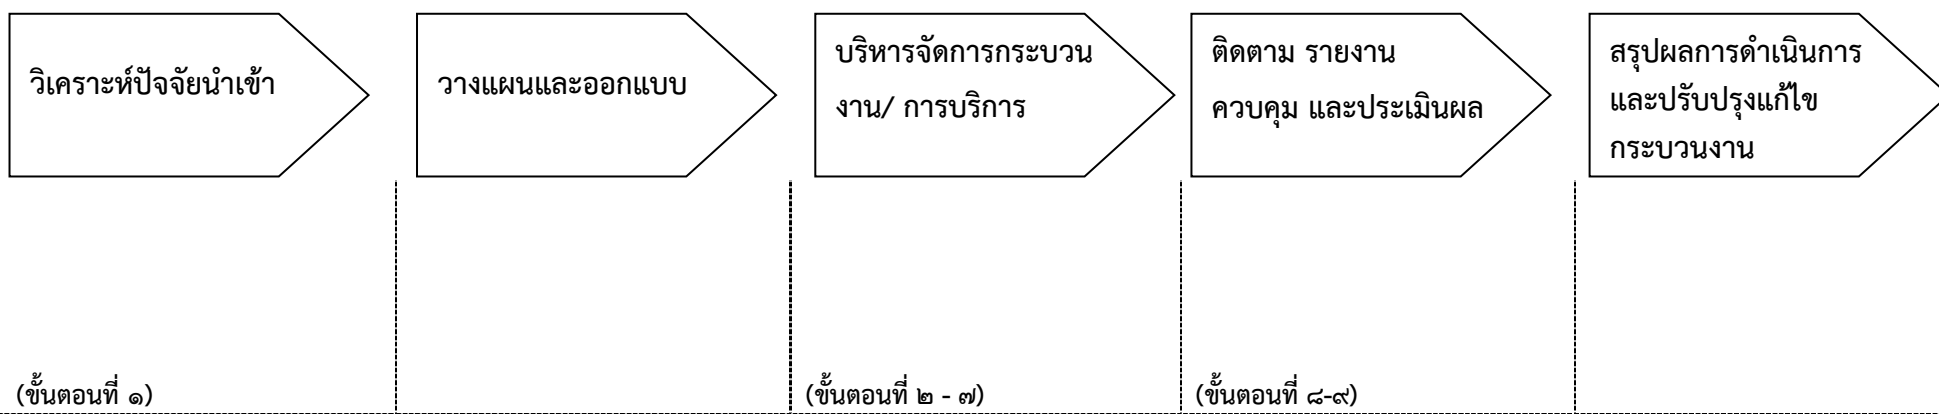 วิเคราะห์ปัจจัยนำเข้า
วางแผนและออกแบบ
บริหารจัดการกระบวน
งาน/ การบริการ
ติดตาม รายงาน
ควบคุม และประเมินผล
สรุปผลการดำเนินการ
และปรับปรุงแก้ไข
กระบวนงาน
(ขั้นตอนที่ ๑)
(ขั้นตอนที่ ๒ - ๗)
(ขั้นตอนที่ ๘-๙)